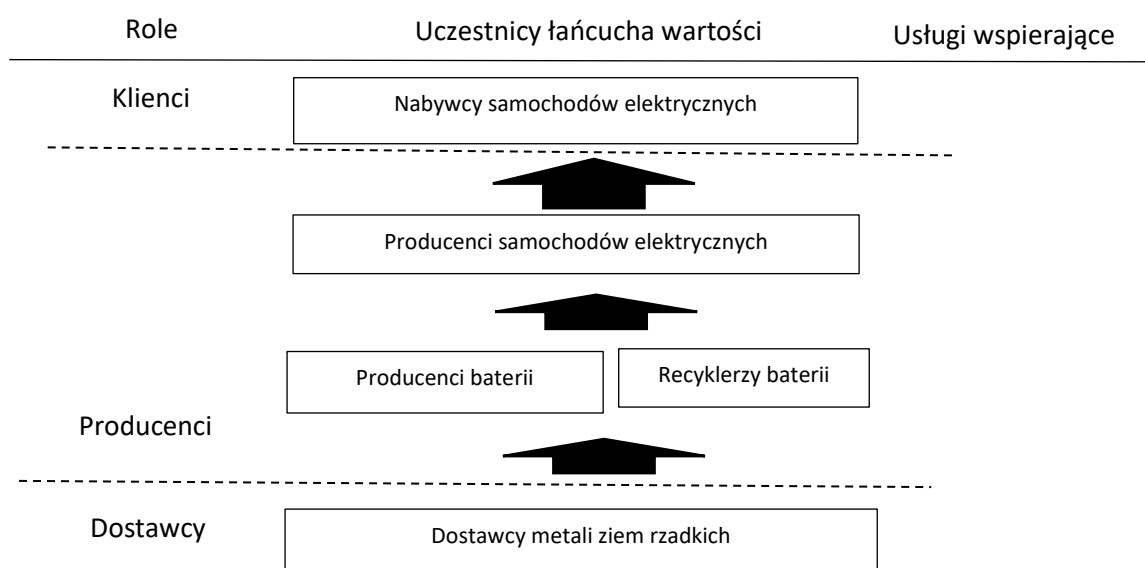 Role
Uczestnicy łańcucha wartości
Usługi wspierające
Klienci
Nabywcy samochodów elektrycznych
Producenci samochodów elektrycznych
Producenci baterii
Recyklerzy baterii
Producenci
Dostawcy
Dostawcy metali ziem rzadkich